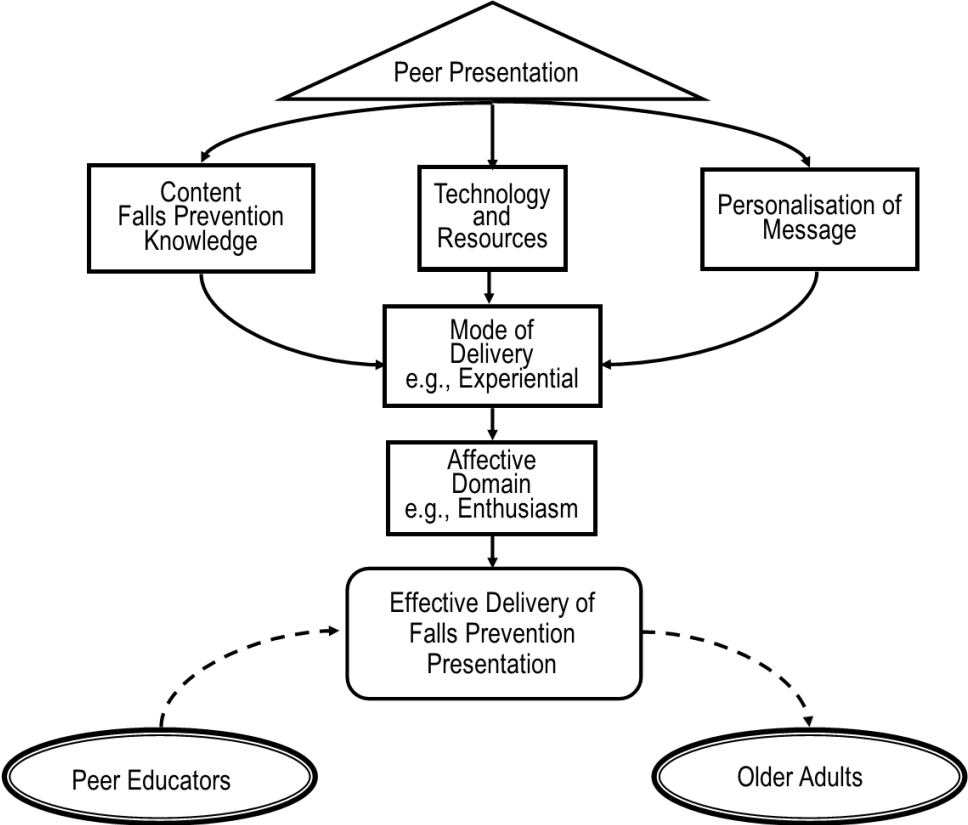 Peer Presentation
Content
Falls Prevention
Knowledge
Technology
and
Resources
Personalisation of
Message
Mode of
Delivery
e.g., Experiential
Affective
Domain
e.g., Enthusiasm
Effective Delivery of
Falls Prevention
Presentation
Peer Educators
Older Adults